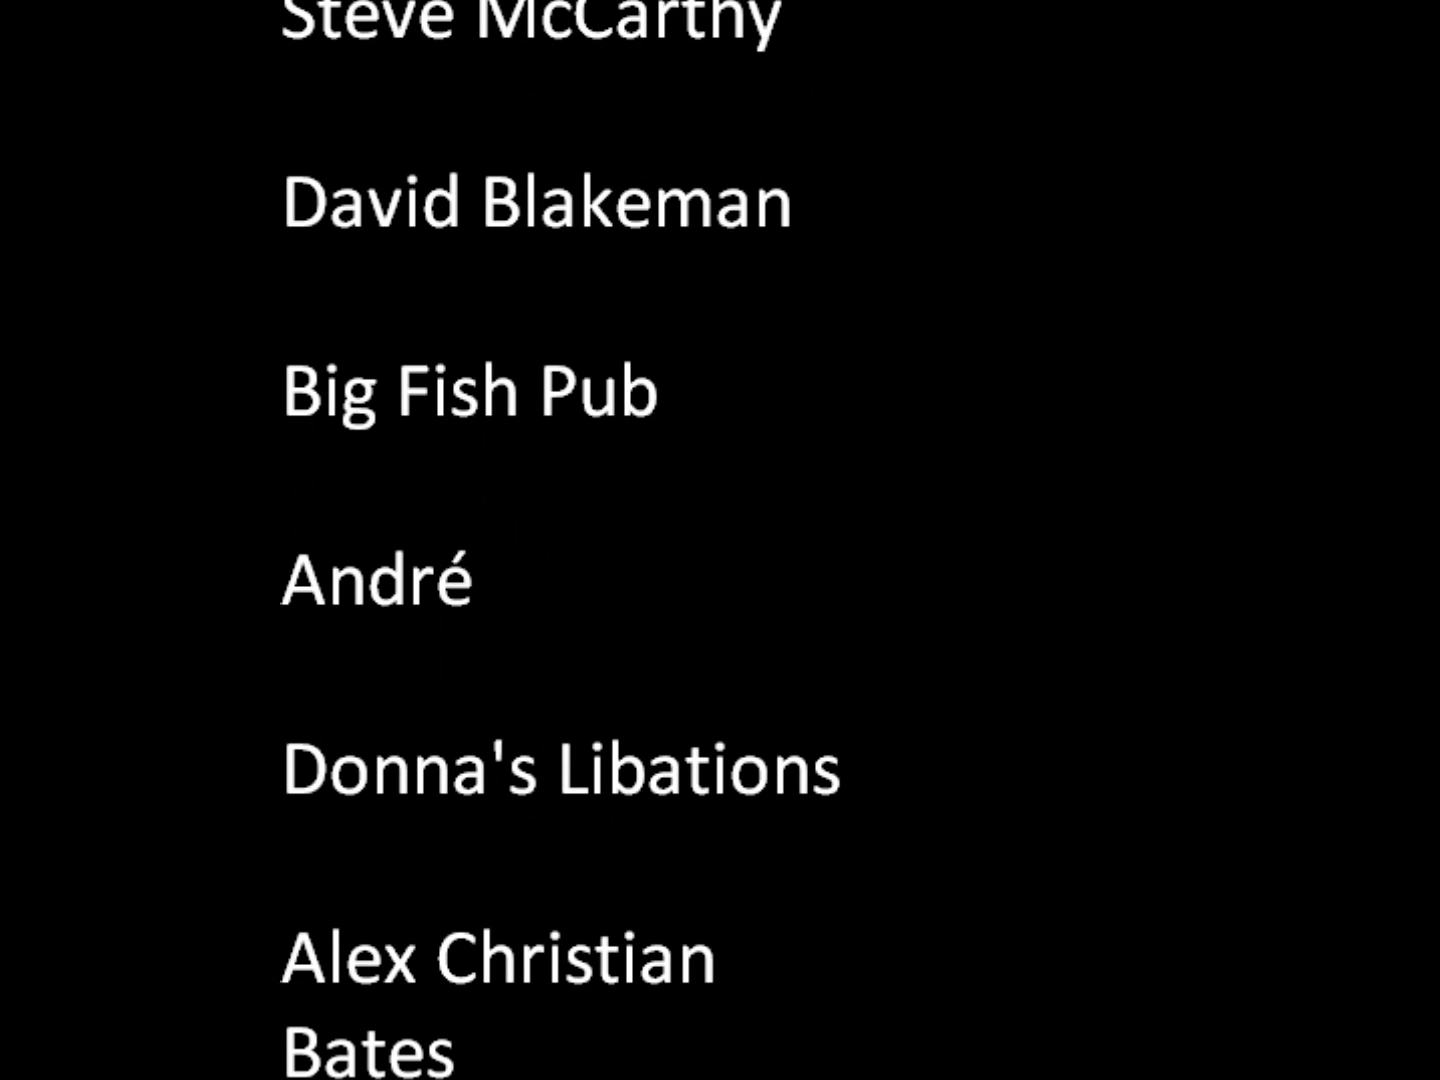 Steve McCarthy
David Blakeman
Big Fish Pub
André
Donna's Libations
Alex Christian
Bates